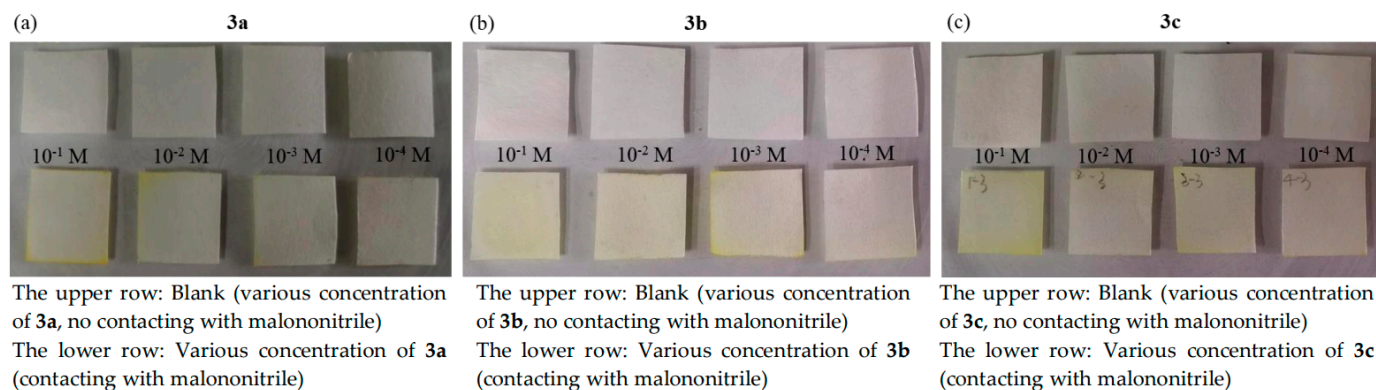 (a) 3a
(b) 3b
(c) 3c
10⁻¹ M 10⁻² M 10⁻³ M 10⁻⁴ M
10⁻¹ M 10⁻² M 10⁻³ M 10⁻⁴ M
10⁻¹ M 10⁻² M 10⁻³ M 10⁻⁴ M
1-3 2-3 3-3 4-3
The upper row: Blank (various concentration
of 3a, no contacting with malononitrile)
The lower row: Various concentration of 3a
(contacting with malononitrile)
The upper row: Blank (various concentration
of 3b, no contacting with malononitrile)
The lower row: Various concentration of 3b
(contacting with malononitrile)
The upper row: Blank (various concentration
of 3c, no contacting with malononitrile)
The lower row: Various concentration of 3c
(contacting with malononitrile)